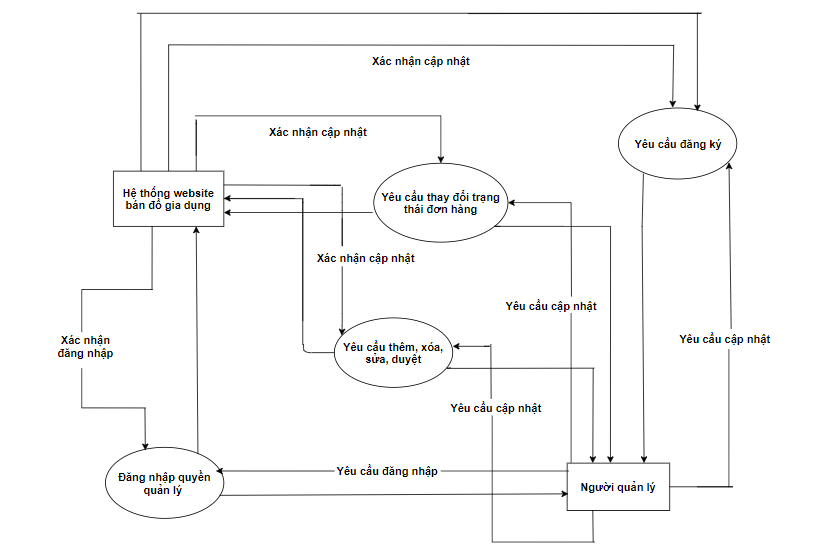 Xác nhận cập nhật
Xác nhận cập nhật
Yêu cầu đăng ký
Hệ thống website
bán đồ gia dụng
Yêu cầu thay đổi trạng
thái đơn hàng
Xác nhận cập nhật
Yêu cầu cập nhật
Xác nhận
đăng nhập
Yêu cầu thêm, xóa,
sửa, duyệt
Yêu cầu cập nhật
Yêu cầu cập nhật
Yêu cầu đăng nhập
Đăng nhập quyền
quản lý
Người quản lý